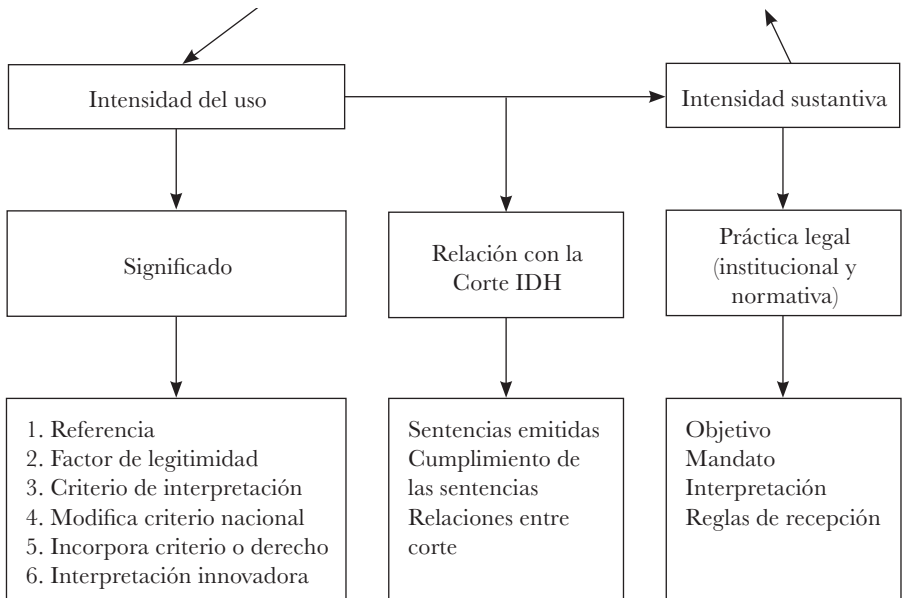 Intensidad del uso
Intensidad sustantiva
Significado
Relación con la
Corte IDH
Práctica legal
(institucional y
normativa)
1. Referencia
2. Factor de legitimidad
3. Criterio de interpretación
4. Modifica criterio nacional
5. Incorpora criterio o derecho
6. Interpretación innovadora
Sentencias emitidas
Cumplimiento de
las sentencias
Relaciones entre
corte
Objetivo
Mandato
Interpretación
Reglas de recepción